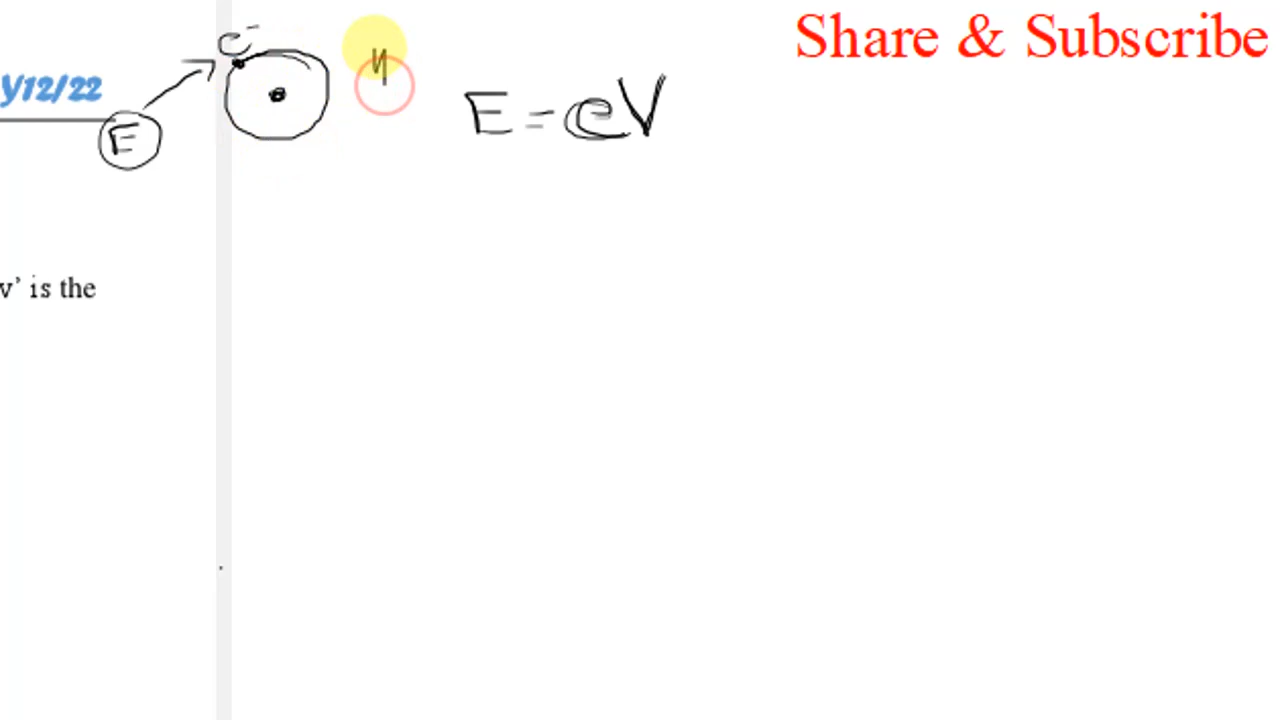 Share & Subscribe
e-
Y12/22
E
E = eV
v' is the